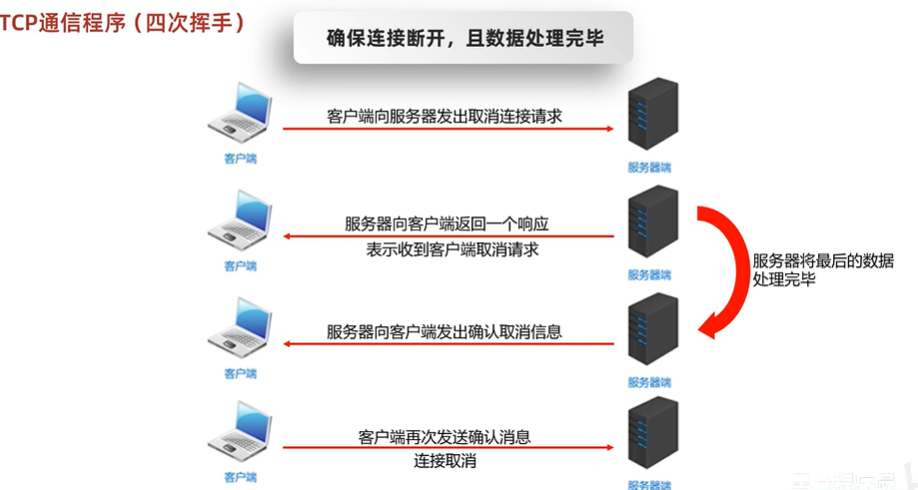 TCP通信程序（四次挥手）
确保连接断开，且数据处理完毕
客户端向服务器发出取消连接请求
客户端
服务器端
服务器向客户端返回一个响应
表示收到客户端取消请求
客户端
服务器端
服务器将最后的数据
处理完毕
服务器向客户端发出确认取消信息
客户端
服务器端
客户端再次发送确认消息
连接取消
客户端
服务器端